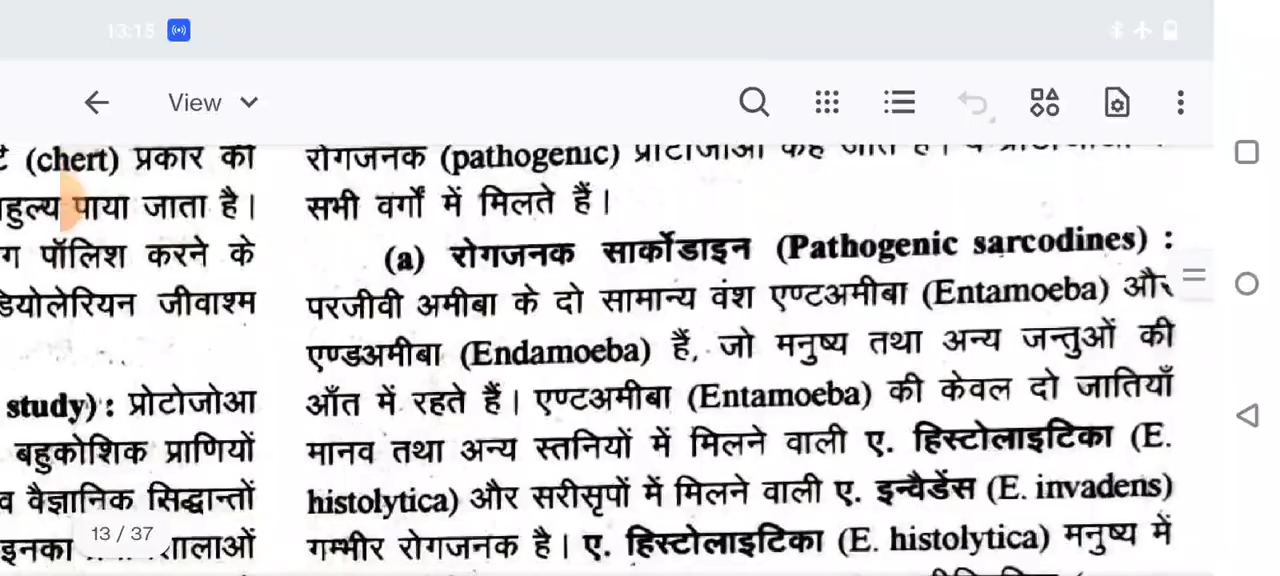 13:15
View
(chert) प्रकार की
हुल्य पाया जाता है।
ग पॉलिश करने के
डियोलेरियन जीवाश्म
study): प्रोटोजोआ
बहुकोशिक प्राणियों
व वैज्ञानिक सिद्धान्तों
इनका शालाओं
13 / 37
रोगजनक (pathogenic) प्रोटोजोआ कहे जाते हैं।
सभी वर्गों में मिलते हैं।
(a) रोगजनक सार्कोडाइन (Pathogenic sarcodines) :
परजीवी अमीबा के दो सामान्य वंश एण्टअमीबा (Entamoeba) और
एण्डअमीबा (Endamoeba) हैं, जो मनुष्य तथा अन्य जन्तुओं की
आँत में रहते हैं। एण्टअमीबा (Entamoeba) की केवल दो जातियाँ
मानव तथा अन्य स्तनियों में मिलने वाली ए. हिस्टोलाइटिका (E.
histolytica) और सरीसृपों में मिलने वाली ए. इन्वैडेंस (E. invadens)
गम्भीर रोगजनक है। ए. हिस्टोलाइटिका (E. histolytica) मनुष्य में